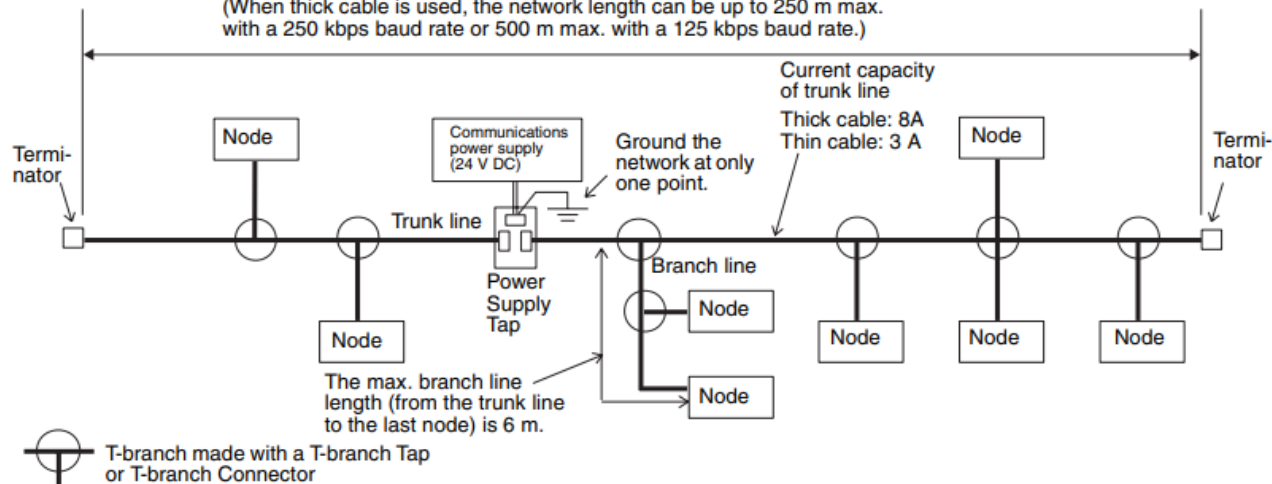 (When thick cable is used, the network length can be up to 250 m max.
with a 250 kbps baud rate or 500 m max. with a 125 kbps baud rate.)
Current capacity
of trunk line
Thick cable: 8A
Thin cable: 3 A
Termi-
nator
Node
Communications
power supply
(24 V DC)
Ground the
network at only
one point.
Node
Termi-
nator
Trunk line
Branch line
Power
Supply
Tap
Node
Node
Node
Node
Node
Node
The max. branch line
length (from the trunk line
to the last node) is 6 m.
T-branch made with a T-branch Tap
or T-branch Connector